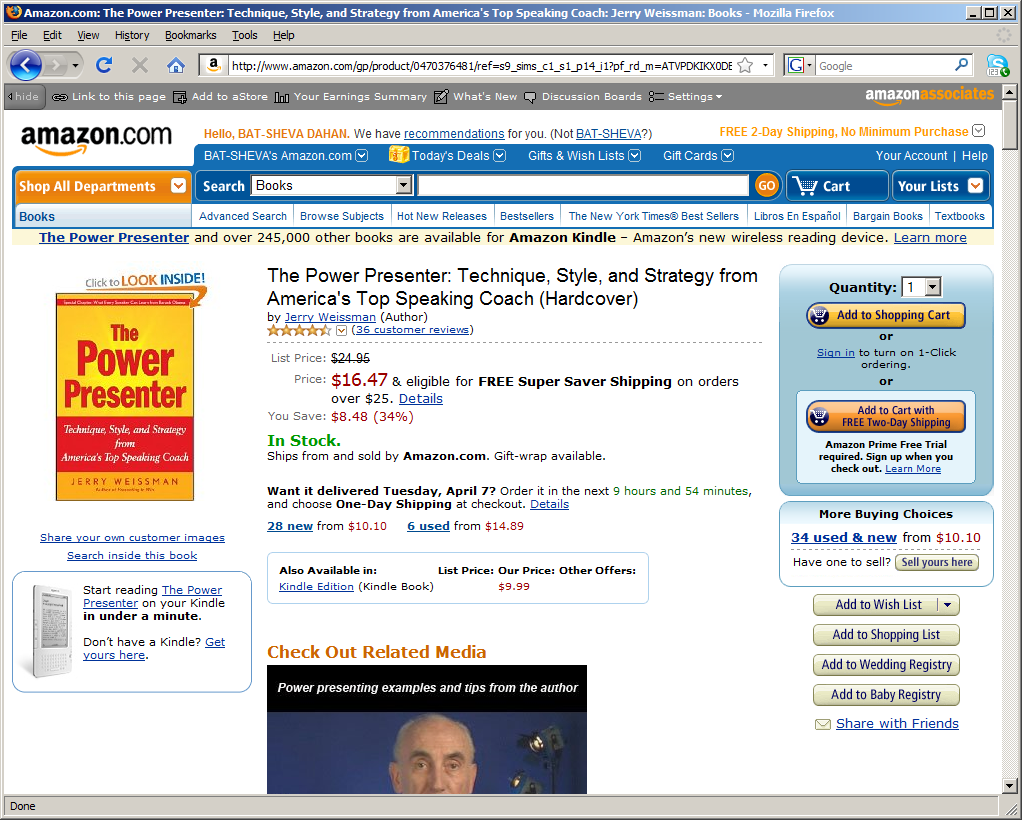 Amazon.com: The Power Presenter: Technique, Style, and Strategy from America's Top Speaking Coach: Jerry Weissman: Books - Mozilla Firefox
File Edit View History Bookmarks Tools Help
http://www.amazon.com/gp/product/0470376481/ref=s9_sims_c1_s1_p14_i1?pf_rd_m=ATVPDKIKX0DE
Google
hide Link to this page Add to aStore Your Earnings Summary What's New Discussion Boards Settings amazonassociates
amazon.com
Hello, BAT-SHEVA DAHAN. We have recommendations for you. (Not BAT-SHEVA?)
FREE 2-Day Shipping, No Minimum Purchase
BAT-SHEVA's Amazon.com Today's Deals Gifts & Wish Lists Gift Cards Your Account | Help
Shop All Departments Search Books GO Cart Your Lists
Books Advanced Search Browse Subjects Hot New Releases Bestsellers The New York Times® Best Sellers Libros En Español Bargain Books Textbooks
The Power Presenter and over 245,000 other books are available for Amazon Kindle – Amazon's new wireless reading device. Learn more
Click to LOOK INSIDE!
Special Chapter: What Every Speaker Can Learn from Barack Obama
The
Power
Presenter
Technique, Style, and Strategy
from
America's Top Speaking Coach
JERRY WEISSMAN
Author of Presenting to Win
Share your own customer images
Search inside this book
Start reading The Power
Presenter on your Kindle
in under a minute.
Don't have a Kindle? Get
yours here.
The Power Presenter: Technique, Style, and Strategy from
America's Top Speaking Coach (Hardcover)
by Jerry Weissman (Author)
(36 customer reviews)
List Price: $24.95
Price: $16.47 & eligible for FREE Super Saver Shipping on orders
over $25. Details
You Save: $8.48 (34%)
In Stock.
Ships from and sold by Amazon.com. Gift-wrap available.
Want it delivered Tuesday, April 7? Order it in the next 9 hours and 54 minutes,
and choose One-Day Shipping at checkout. Details
28 new from $10.10 6 used from $14.89
Also Available in: List Price: Our Price: Other Offers:
Kindle Edition (Kindle Book) $9.99
Check Out Related Media
Power presenting examples and tips from the author
Quantity: 1
Add to Shopping Cart
or
Sign in to turn on 1-Click
ordering.
or
Add to Cart with
FREE Two-Day Shipping
Amazon Prime Free Trial
required. Sign up when you
check out. Learn More
More Buying Choices
34 used & new from $10.10
Have one to sell? Sell yours here
Add to Wish List
Add to Shopping List
Add to Wedding Registry
Add to Baby Registry
Share with Friends
Done